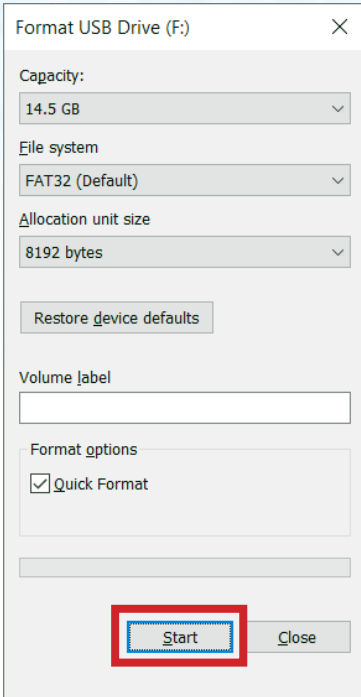 Format USB Drive (F:)
Capacity:
14.5 GB
File system
FAT32 (Default)
Allocation unit size
8192 bytes
Restore device defaults
Volume label
Format options
Quick Format
Start Close